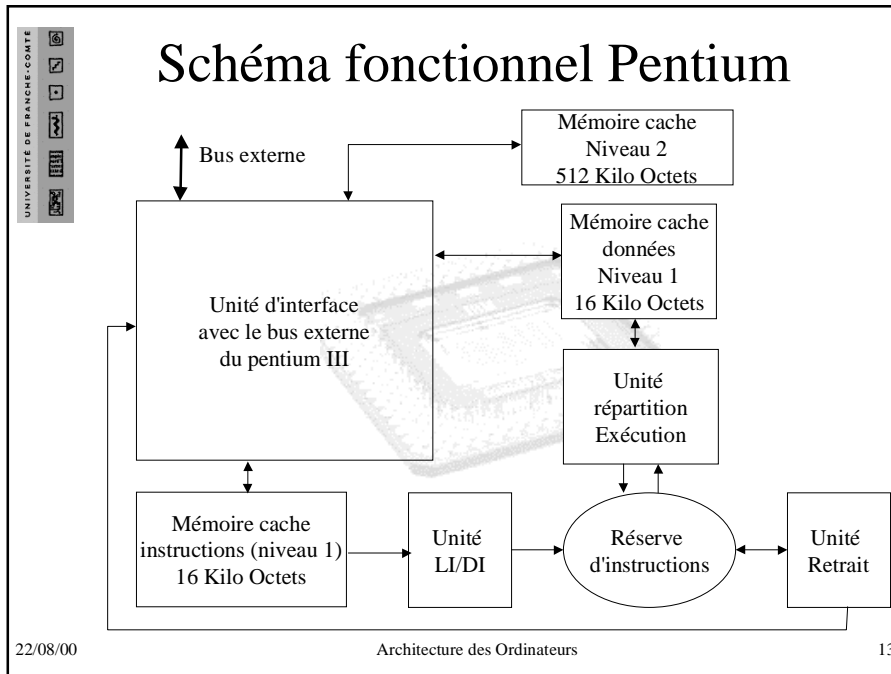 UNIVERSITÉ DE FRANCHE-COMTÉ
Schéma fonctionnel Pentium
Bus externe
Mémoire cache
Niveau 2
512 Kilo Octets
Mémoire cache
données
Niveau 1
16 Kilo Octets
Unité d'interface
avec le bus externe
du pentium III
Unité
répartition
Exécution
Mémoire cache
instructions (niveau 1)
16 Kilo Octets
Unité
LI/DI
Réserve
d'instructions
Unité
Retrait
22/08/00
Architecture des Ordinateurs
13